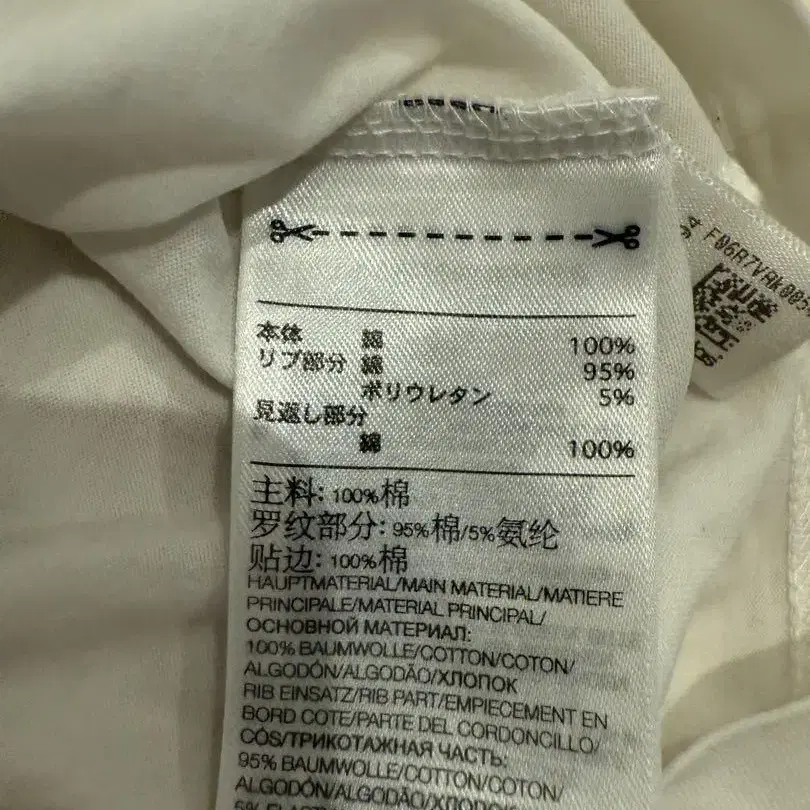 本体 綿 100%
リブ部分 綿 95%
ポリウレタン 5%
見返し部分
綿 100%
主料: 100%棉
罗纹部分: 95%棉/5%氨纶
贴边: 100%棉
HAUPTMATERIAL/MAIN MATERIAL/MATIERE
PRINCIPALE/MATERIAL PRINCIPAL/
ОСНОВНОЙ МАТЕРИАЛ:
100% BAUMWOLLE/COTTON/COTON/
ALGODÓN/ALGODÃO/ХЛОПОК
RIB EINSATZ/RIB PART/EMPIECEMENT EN
BORD COTE/PARTE DEL CORDONCILLO/
CÓS/ТРИКОТАЖНАЯ ЧАСТЬ:
95% BAUMWOLLE/COTTON/COTON/
ALGODÓN/ALGODÃO/ХЛОПОК